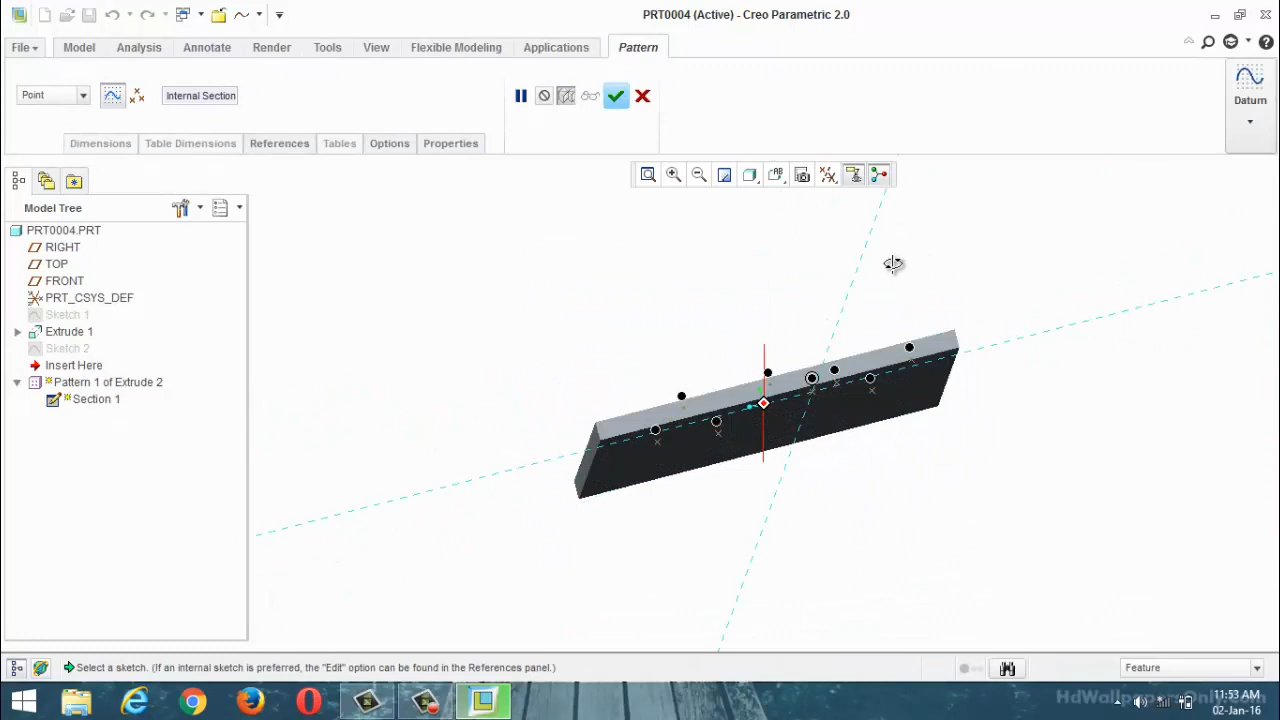 PRT0004 (Active) - Creo Parametric 2.0
File Model Analysis Annotate Render Tools View Flexible Modeling Applications Pattern
Point
Internal Section
Datum
Dimensions Table Dimensions References Tables Options Properties
Model Tree
PRT0004.PRT
RIGHT
TOP
FRONT
PRT_CSYS_DEF
Sketch 1
Extrude 1
Sketch 2
Insert Here
Pattern 1 of Extrude 2
Section 1
Select a sketch. (If an internal sketch is preferred, the "Edit" option can be found in the References panel.)
Feature
HdWallpapersOnly.com
11:53 AM
02-Jan-16